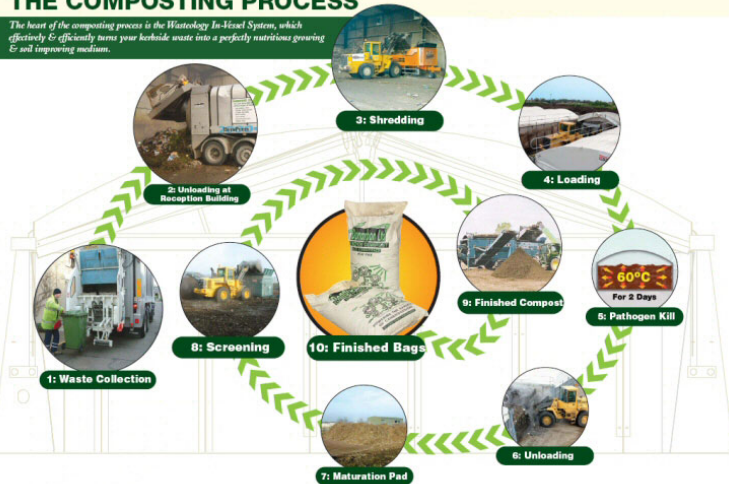 THE COMPOSTING PROCESS
The heart of the composting process is the Wasteology In-Vessel System, which
effectively & efficiently turns your kerbside waste into a perfectly nutritious growing
& soil improving medium.
3: Shredding
2: Unloading at
Reception Building
4: Loading
60ºC
For 2 Days
5: Pathogen Kill
9: Finished Compost
8: Screening
10: Finished Bags
1: Waste Collection
6: Unloading
7: Maturation Pad